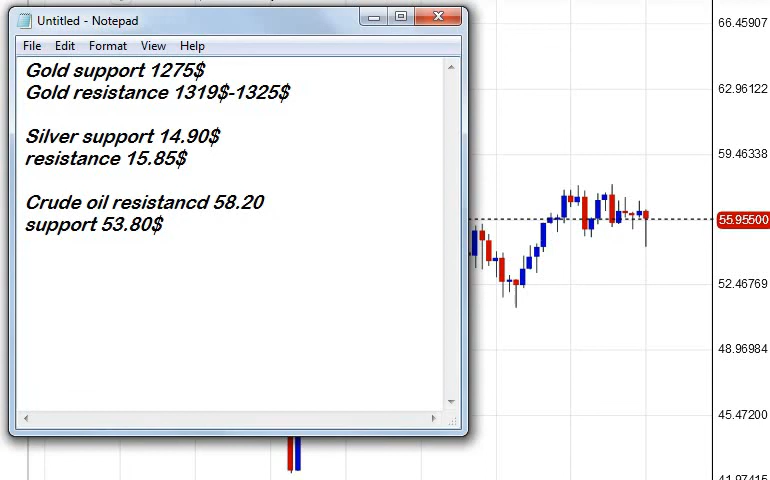 Untitled - Notepad
File Edit Format View Help
Gold support 1275$
Gold resistance 1319$-1325$
Silver support 14.90$
resistance 15.85$
Crude oil resistancd 58.20
support 53.80$
66.45907
62.96122
59.46338
55.95500
52.46769
48.96984
45.47200
41.97415